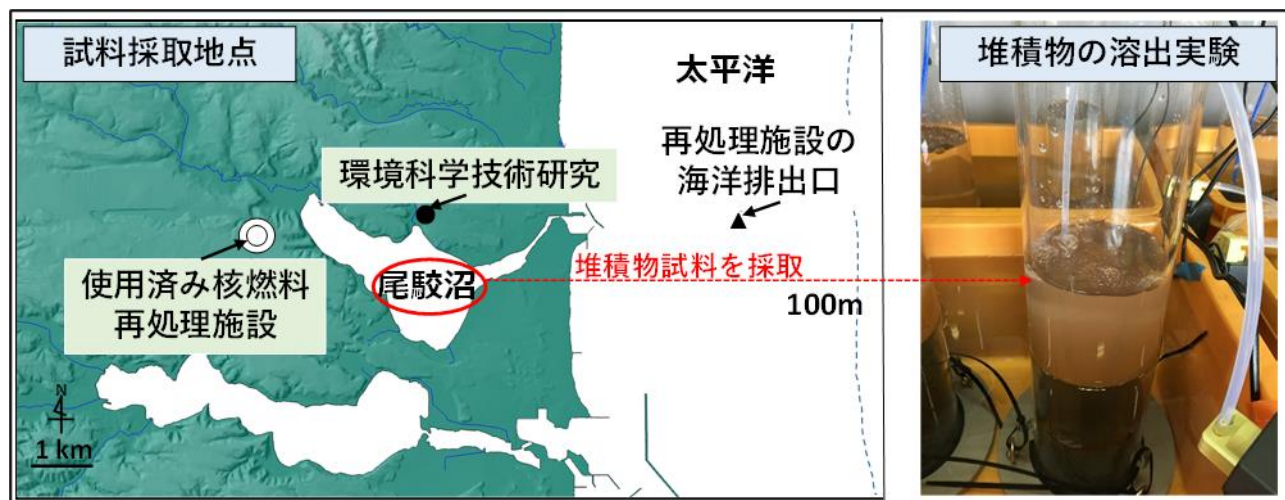 試料採取地点
太平洋
再処理施設の
海洋排出口
環境科学技術研究
使用済み核燃料
再処理施設
尾駮沼
堆積物試料を採取
100m
N
1 km
堆積物の溶出実験